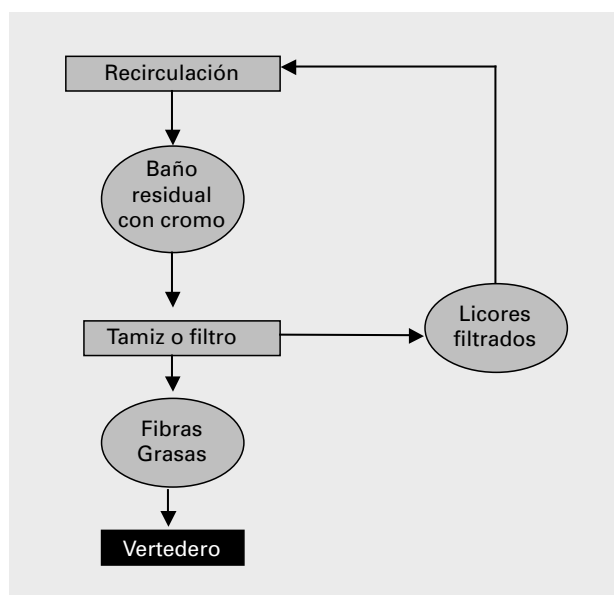 Recirculación
Baño
residual
con cromo
Tamiz o filtro
Licores
filtrados
Fibras
Grasas
Vertedero